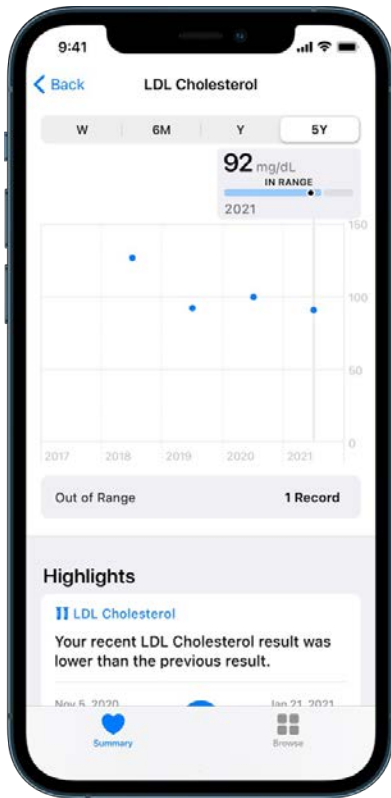 9:41
Back
LDL Cholesterol
W 6M Y 5Y
92 mg/dL
IN RANGE
2021
150
100
50
0
2017 2018 2019 2020 2021
Out of Range 1 Record
Highlights
LDL Cholesterol
Your recent LDL Cholesterol result was
lower than the previous result.
Nov 5, 2020 Jan 21, 2021
Summary Browse